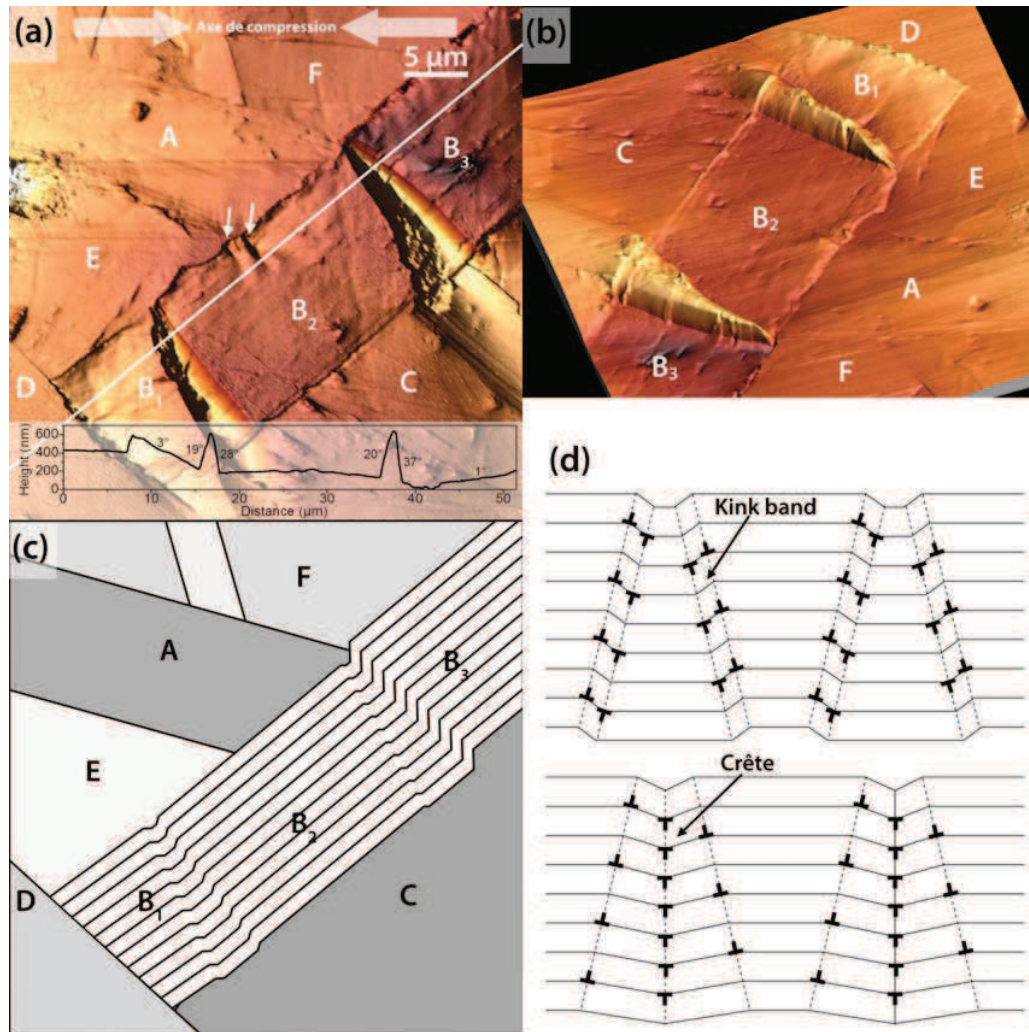 (a)
Axe de compression
5 µm
F
A
B3
E
B2
C
D
B1
Height (nm)
600
400
200
0
3°
19°
28°
20°
37°
1°
0 10 20 30 40 50
Distance (µm)
(b)
D
B1
C
E
B2
A
B3
F
(c)
F
A
B3
E
B2
D
B1
C
(d)
Kink band
Crête